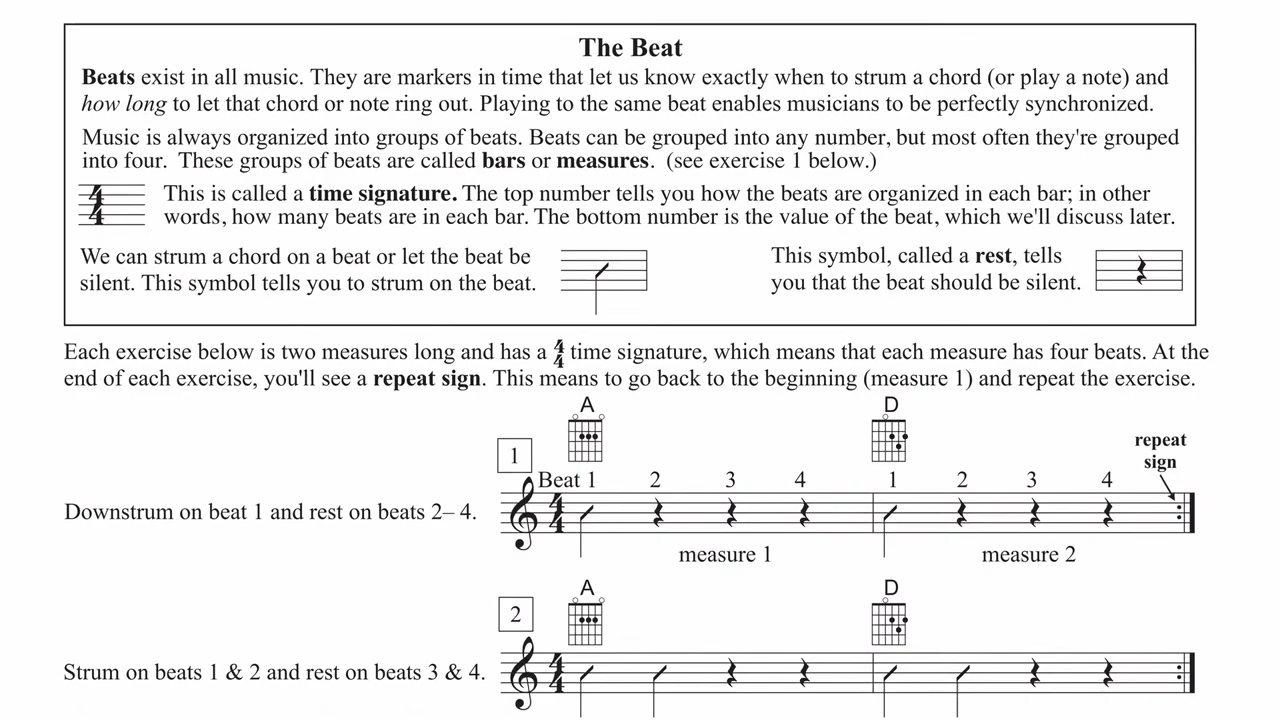 The Beat
Beats exist in all music. They are markers in time that let us know exactly when to strum a chord (or play a note) and
how long to let that chord or note ring out. Playing to the same beat enables musicians to be perfectly synchronized.
Music is always organized into groups of beats. Beats can be grouped into any number, but most often they're grouped
into four. These groups of beats are called bars or measures. (see exercise 1 below.)
4
4
This is called a time signature. The top number tells you how the beats are organized in each bar; in other
words, how many beats are in each bar. The bottom number is the value of the beat, which we'll discuss later.
We can strum a chord on a beat or let the beat be
silent. This symbol tells you to strum on the beat.
This symbol, called a rest, tells
you that the beat should be silent.
Each exercise below is two measures long and has a 4/4 time signature, which means that each measure has four beats. At the
end of each exercise, you'll see a repeat sign. This means to go back to the beginning (measure 1) and repeat the exercise.
A D
repeat
sign
1
Beat 1 2 3 4 1 2 3 4
Downstrum on beat 1 and rest on beats 2– 4.
4
4
measure 1 measure 2
A D
2
Strum on beats 1 & 2 and rest on beats 3 & 4.
4
4